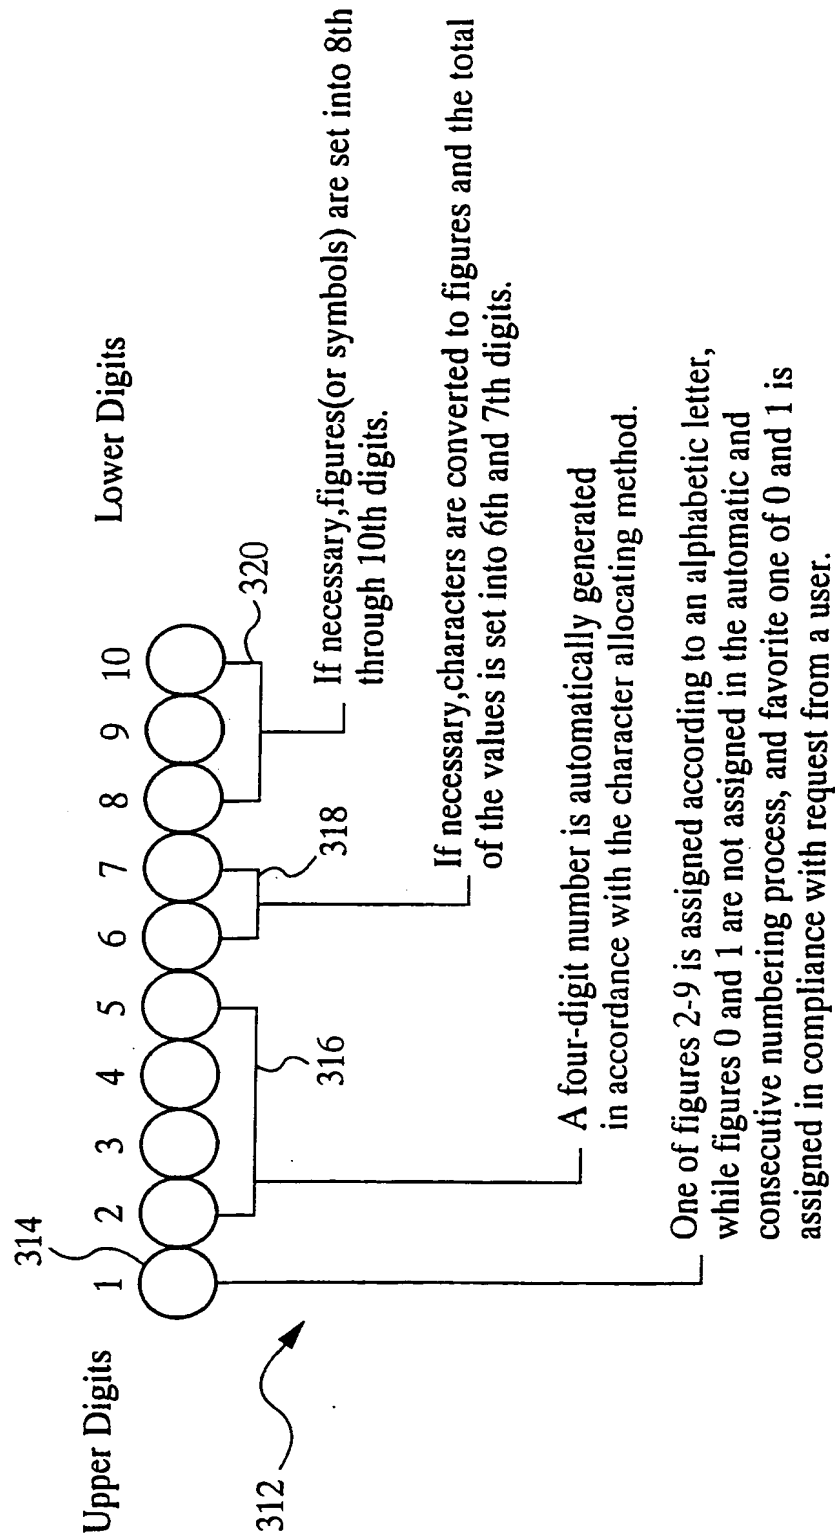 Upper Digits
Lower Digits
314
1 2 3 4 5 6 7 8 9 10
312
316
318
320
If necessary,figures(or symbols) are set into 8th
through 10th digits.
If necessary,characters are converted to figures and the total
of the values is set into 6th and 7th digits.
A four-digit number is automatically generated
in accordance with the character allocating method.
One of figures 2-9 is assigned according to an alphabetic letter,
while figures 0 and 1 are not assigned in the automatic and
consecutive numbering process, and favorite one of 0 and 1 is
assigned in compliance with request from a user.